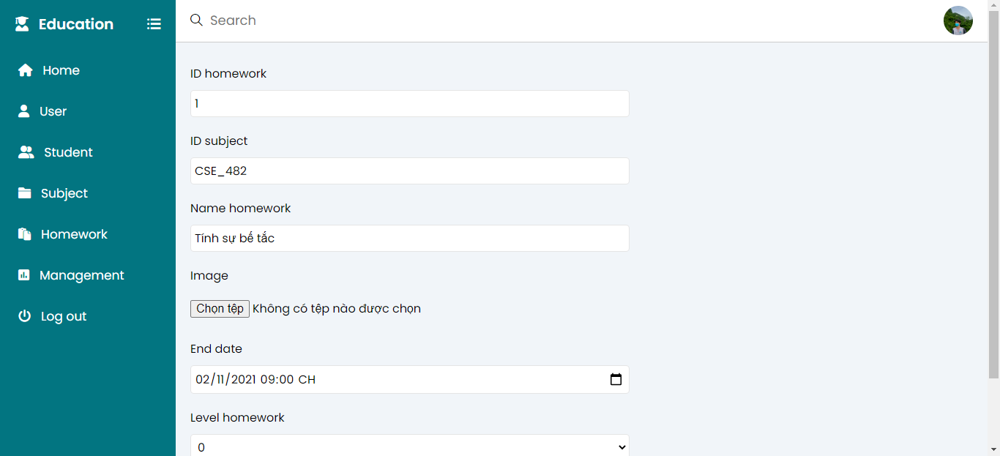 Education
Search
Home
User
Student
Subject
Homework
Management
Log out
ID homework
1
ID subject
CSE_482
Name homework
Tính sự bế tắc
Image
Chọn tệp Không có tệp nào được chọn
End date
02/11/2021 09:00 CH
Level homework
0